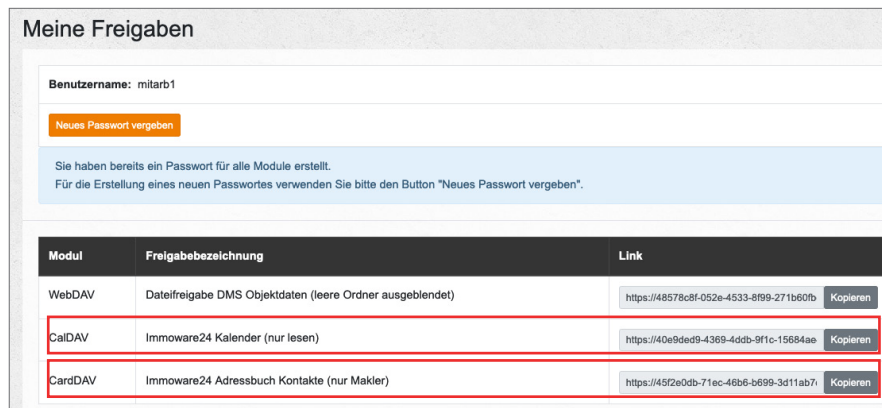 Meine Freigaben
Benutzername: mitarb1
Neues Passwort vergeben
Sie haben bereits ein Passwort für alle Module erstellt.
Für die Erstellung eines neuen Passwortes verwenden Sie bitte den Button "Neues Passwort vergeben".
Modul Freigabebezeichnung Link
WebDAV Dateifreigabe DMS Objektdaten (leere Ordner ausgeblendet) https://48578c8f-052e-4533-8f99-271b60fb Kopieren
CalDAV Immoware24 Kalender (nur lesen) https://40e9ded9-4369-4ddb-9f1c-15684ae Kopieren
CardDAV Immoware24 Adressbuch Kontakte (nur Makler) https://45f2e0db-71ec-46b6-b699-3d11ab7 Kopieren